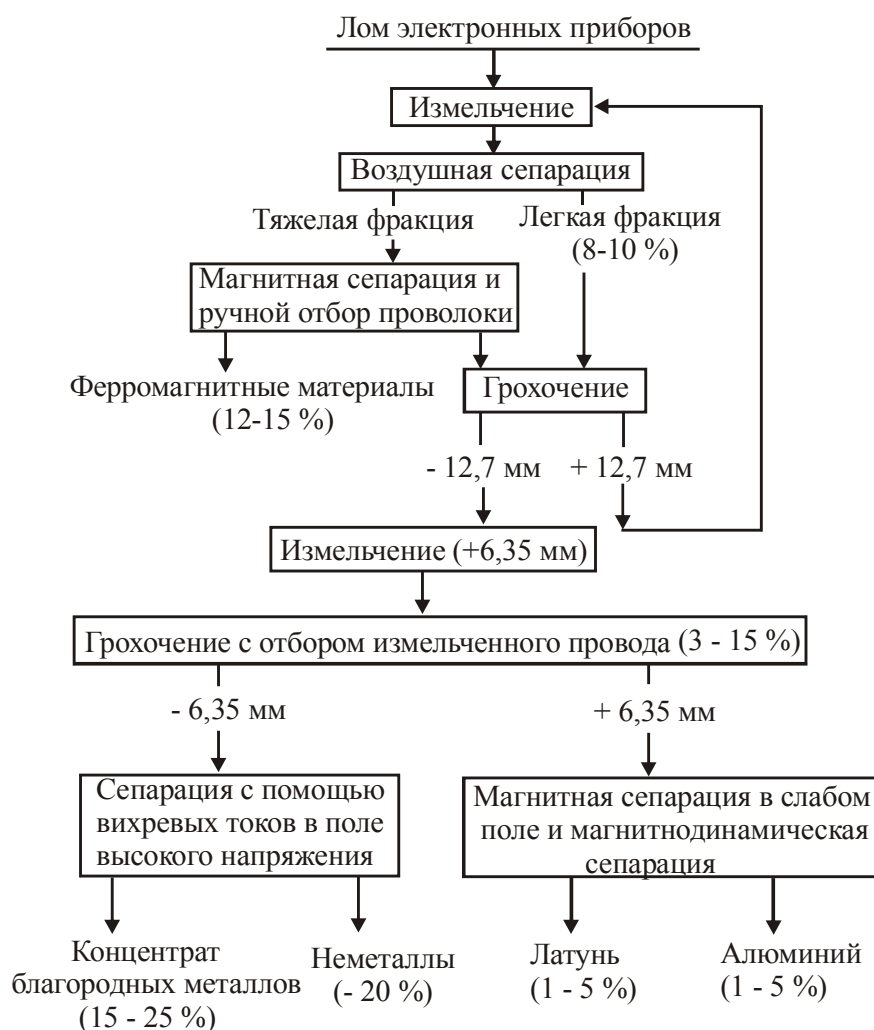 Лом электронных приборов
Измельчение
Воздушная сепарация
Тяжелая фракция
Легкая фракция
(8-10 %)
Магнитная сепарация и
ручной отбор проволоки
Ферромагнитные материалы
(12-15 %)
Грохочение
- 12,7 мм
+ 12,7 мм
Измельчение (+6,35 мм)
Грохочение с отбором измельченного провода (3 - 15 %)
- 6,35 мм
+ 6,35 мм
Сепарация с помощью
вихревых токов в поле
высокого напряжения
Магнитная сепарация в слабом
поле и магнитнодинамическая
сепарация
Концентрат
благородных металлов
(15 - 25 %)
Неметаллы
(- 20 %)
Латунь
(1 - 5 %)
Алюминий
(1 - 5 %)